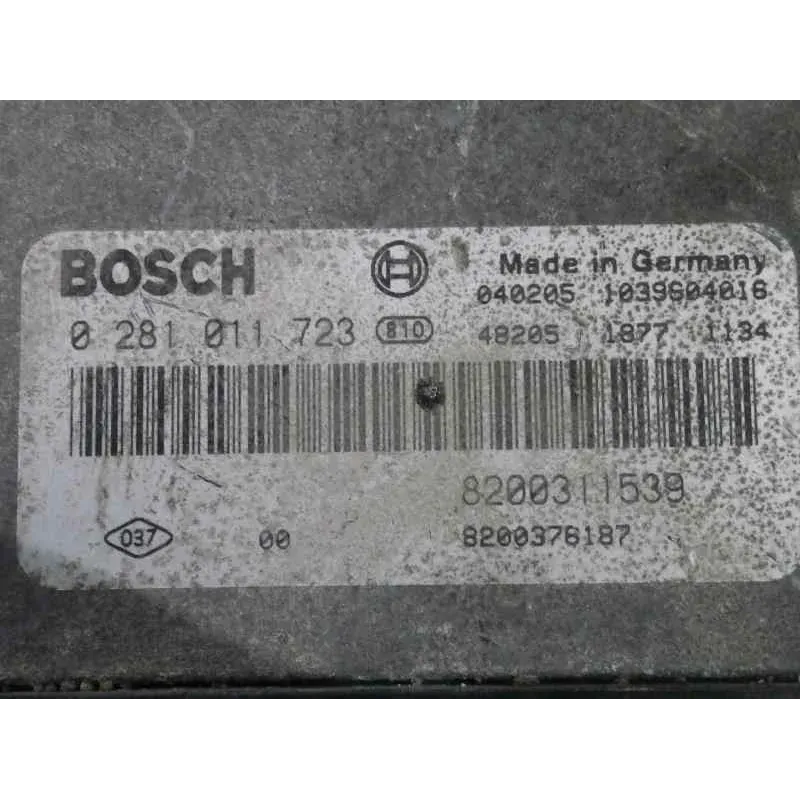 BOSCH
Made in Germany
040205 1039S04016
0 281 011 723 810
48205 1877 1134
8200311539
037 00
8200376187